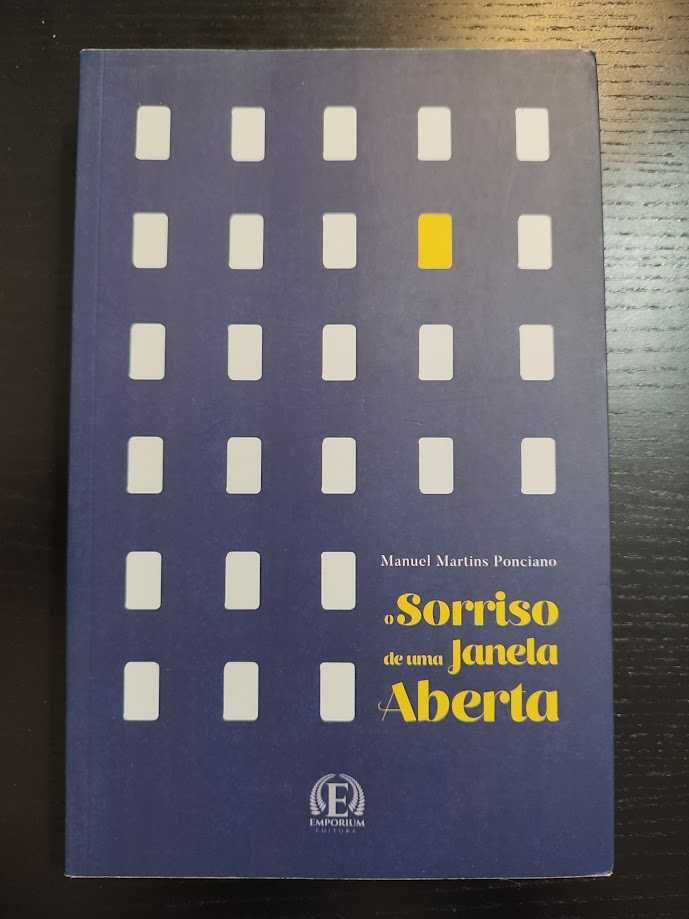 Manuel Martins Ponciano
o Sorriso
de uma Janela
Aberta
E
EMPORIUM
EDITORA